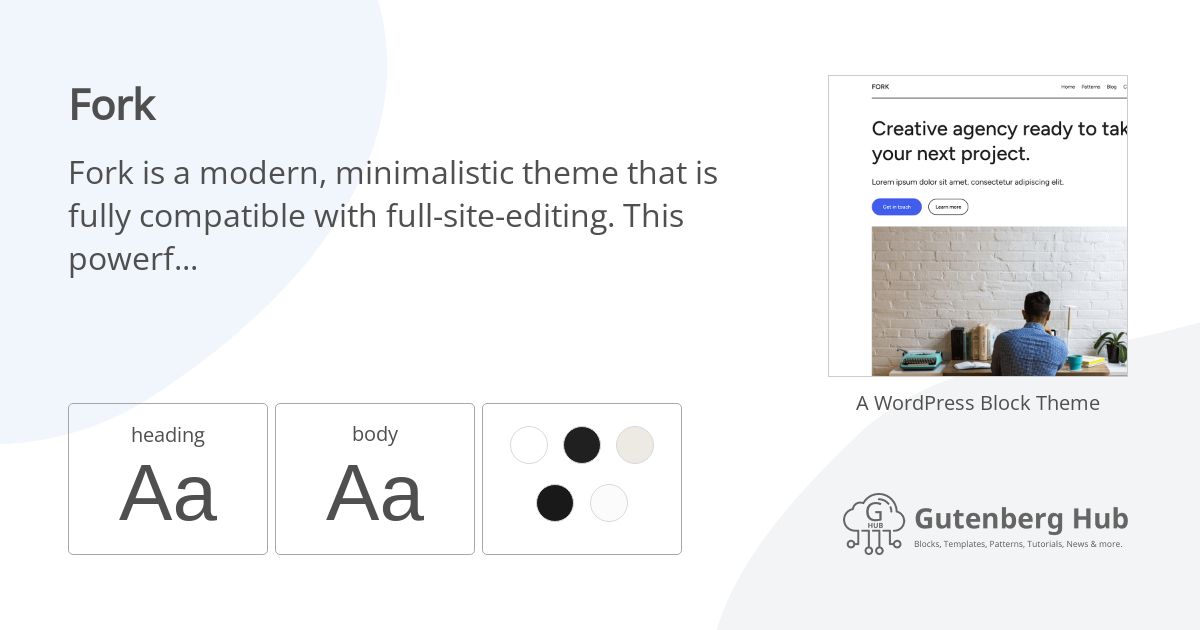 Fork
Fork is a modern, minimalistic theme that is
fully compatible with full-site-editing. This
powerf...
heading
Aa
body
Aa
FORK
Home Patterns Blog C
Creative agency ready to tak
your next project.
Lorem ipsum dolor sit amet, consectetur adipiscing elit.
Get in touch Learn more
A WordPress Block Theme
G
HUB
Gutenberg Hub
Blocks, Templates, Patterns, Tutorials, News & more.